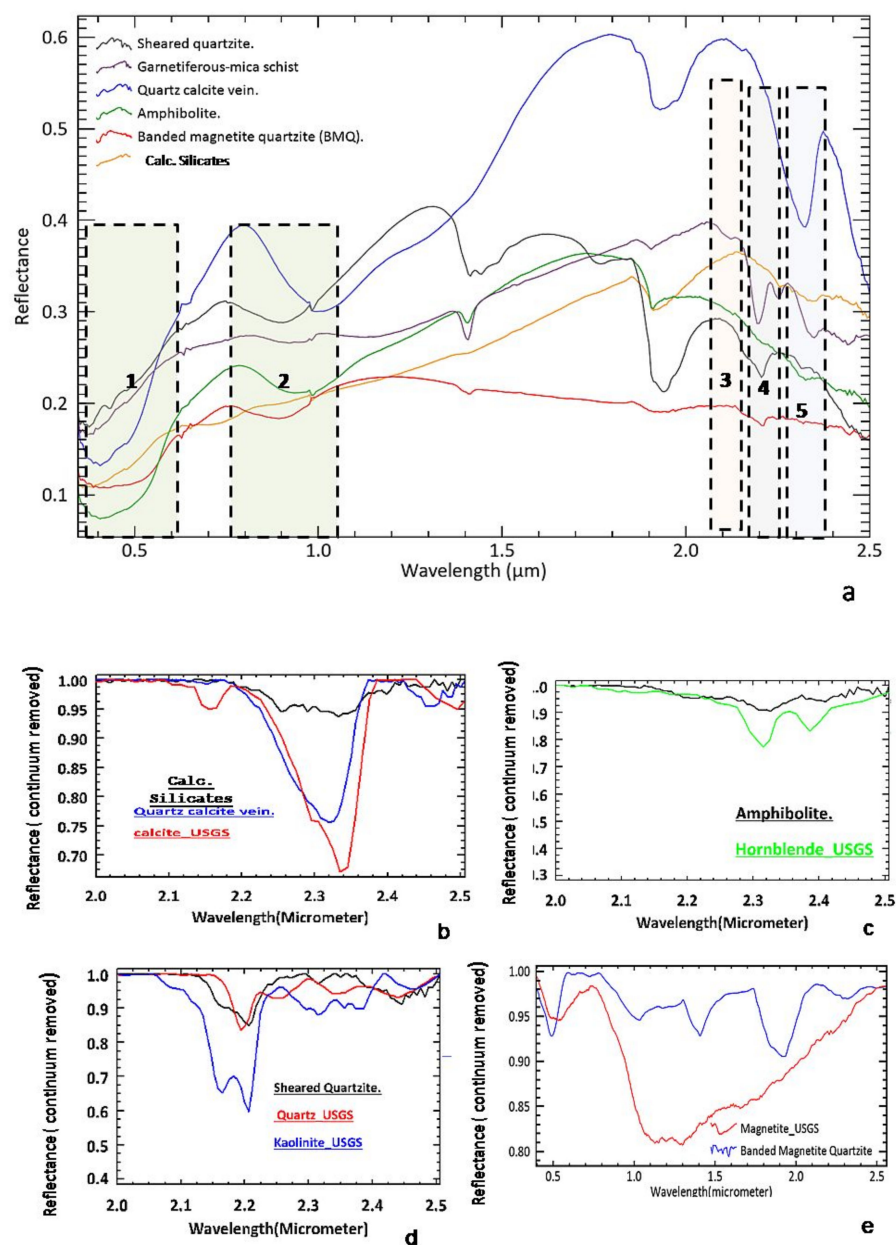 0.6
0.5
0.4
0.3
0.2
0.1
Reflectance
Sheared quartzite.
Garnetiferous-mica schist
Quartz calcite vein.
Amphibolite.
Banded magnetite quartzite (BMQ).
Calc. Silicates
1
2
3
4
5
0.5 1.0 1.5 2.0 2.5
Wavelength (µm)
a
Reflectance ( continuum removed)
1.00
0.95
0.90
0.85
0.80
0.75
0.70
Calc.
Silicates
Quartz calcite vein.
calcite_USGS
2.0 2.1 2.2 2.3 2.4 2.5
Wavelength(Micrometer)
b
Reflectance ( continuum removed)
.0
.9
.8
.7
.6
.5
.4
.3
Amphibolite.
Hornblende_USGS
2.0 2.1 2.2 2.3 2.4 2.5
Wavelength(Micrometer)
c
Reflectance ( continuum removed)
1.0
0.9
0.8
0.7
0.6
0.5
0.4
Sheared Quartzite.
Quartz_USGS
Kaolinite_USGS
2.0 2.1 2.2 2.3 2.4 2.5
Wavelength(Micrometer)
d
Reflectance ( continuum removed)
1.00
0.95
0.90
0.85
0.80
Magnetite_USGS
Banded Magnetite Quartzite
0.5 1.0 1.5 2.0 2.5
Wavelength(micrometer)
e